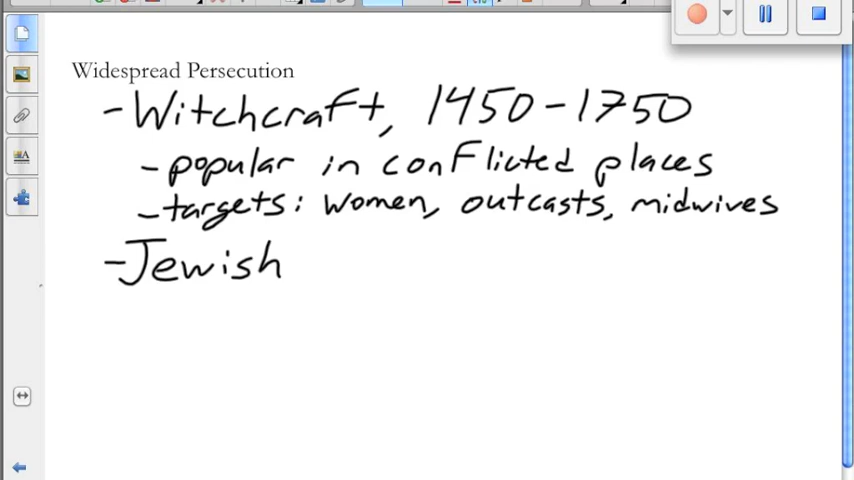 Widespread Persecution
-Witchcraft, 1450-1750
-popular in conflicted places
-targets: women, outcasts, midwives
-Jewish